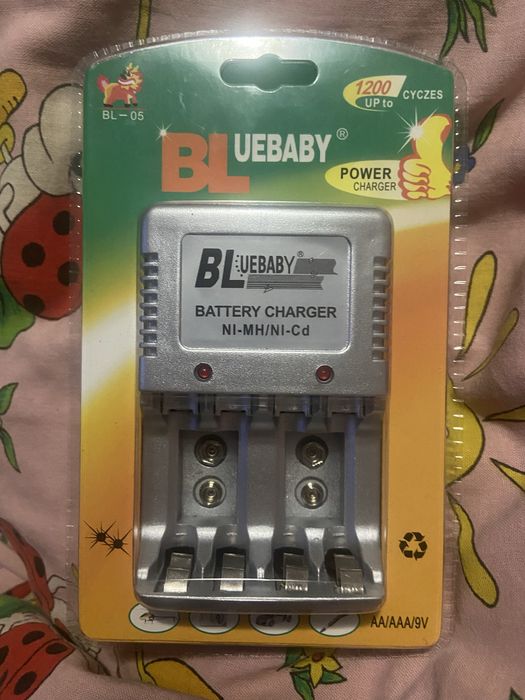 BL-05
BLUEBABY®
1200
UP to
CYCZES
POWER
CHARGER
BLUEBABY®
BATTERY CHARGER
NI-MH/NI-Cd
AA/AAA/9V